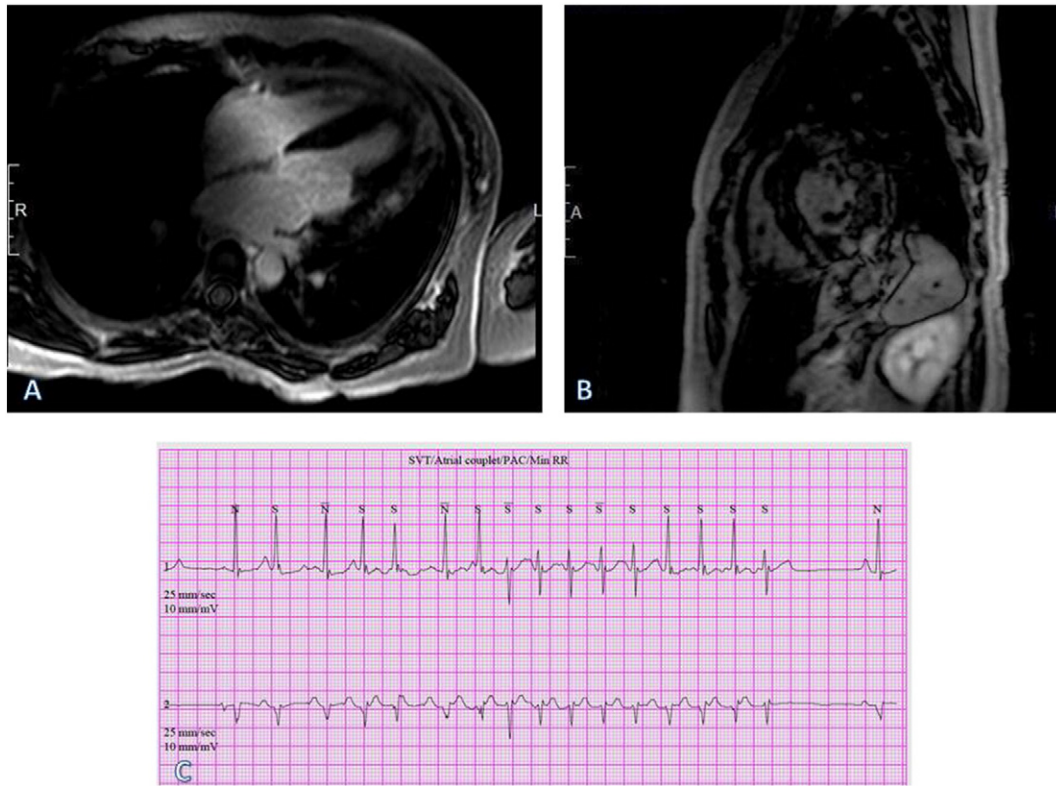 R
L
A
A
B
SVT/Atrial couplet/PAC/Min RR
N S N S S N S S S S S S S S S S N
1
25 mm/sec
10 mm/mV
2
25 mm/sec
10 mm/mV
C